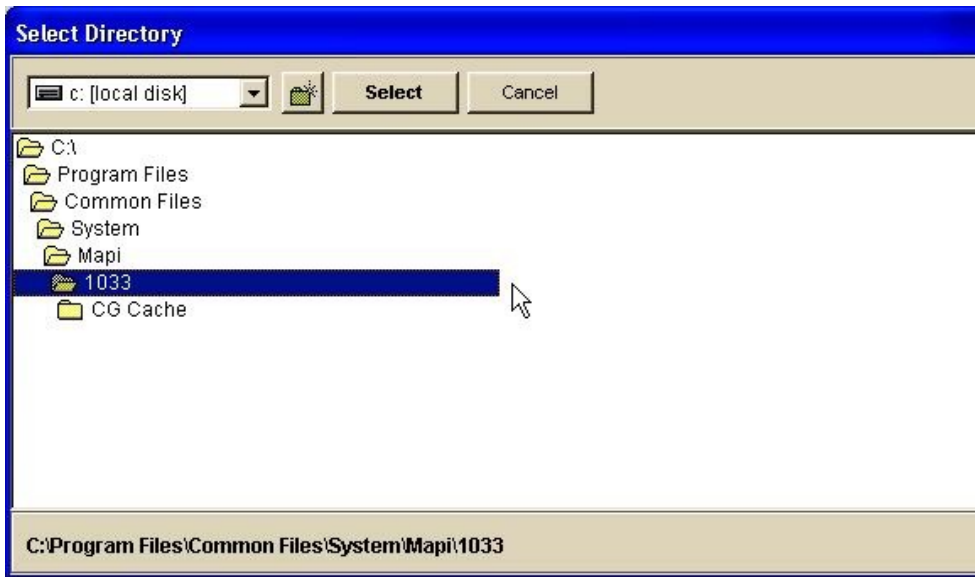 Select Directory
c: [local disk] Select Cancel
C:\
Program Files
Common Files
System
Mapi
1033
CG Cache
C:\Program Files\Common Files\System\Mapi\1033